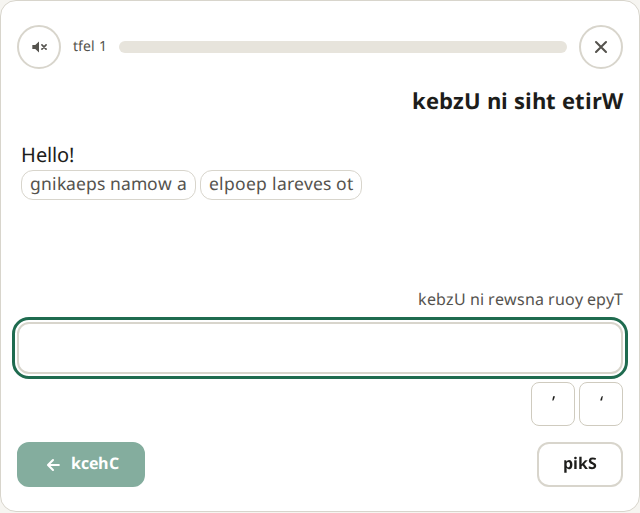 tfel 1
kebzU ni siht etirW
Hello!
gnikaeps namow a elpoep lareves ot
kebzU ni rewsna ruoy epyT
ʼ ʻ
kcehC pikS